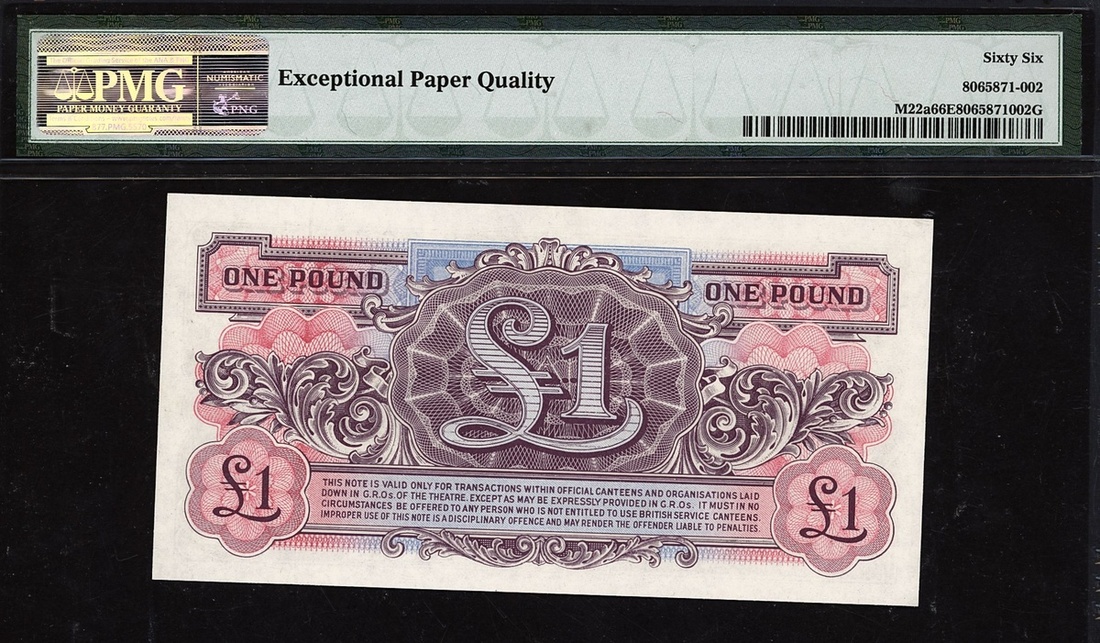 PMG
PAPER MONEY GUARANTY
NUMISMATIC
PNG
Exceptional Paper Quality
Sixty Six
8065871-002
M22a66E8065871002G
ONE POUND
ONE POUND
£1
£1
£1
THIS NOTE IS VALID ONLY FOR TRANSACTIONS WITHIN OFFICIAL CANTEENS AND ORGANISATIONS LAID
DOWN IN G.R.Os. OF THE THEATRE. EXCEPT AS MAY BE EXPRESSLY PROVIDED IN G.R.Os. IT MUST IN NO
CIRCUMSTANCES BE OFFERED TO ANY PERSON WHO IS NOT ENTITLED TO USE BRITISH SERVICE CANTEENS.
IMPROPER USE OF THIS NOTE IS A DISCIPLINARY OFFENCE AND MAY RENDER THE OFFENDER LIABLE TO PENALTIES.